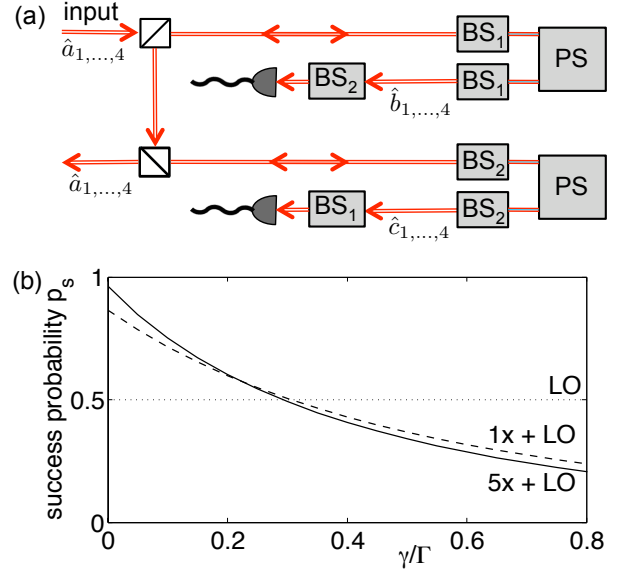 (a) input
â₁,...,₄
BS₁
PS
BS₂
b̂₁,...,₄
BS₁
â₁,...,₄
BS₂
PS
BS₁
ĉ₁,...,₄
BS₂
(b)
success probability pₛ
1
0.5
0
LO
1x + LO
5x + LO
0 0.2 0.4 0.6 0.8
γ/Γ